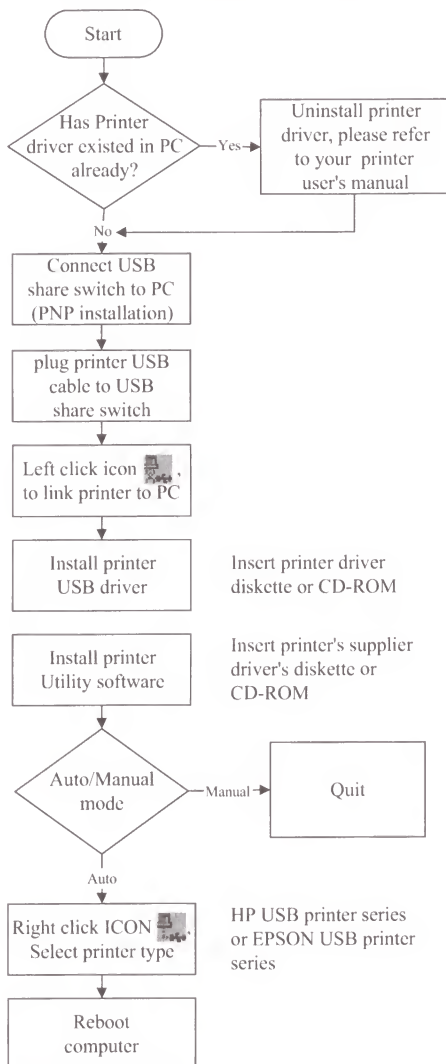 Start
Has Printer
driver existed in PC
already?
Yes
Uninstall printer
driver, please refer
to your printer
user's manual
No
Connect USB
share switch to PC
(PNP installation)
plug printer USB
cable to USB
share switch
Left click icon ,
to link printer to PC
Install printer
USB driver
Insert printer driver
diskette or CD-ROM
Install printer
Utility software
Insert printer's supplier
driver's diskette or
CD-ROM
Auto/Manual
mode
Manual
Quit
Auto
Right click ICON ,
Select printer type
HP USB printer series
or EPSON USB printer
series
Reboot
computer